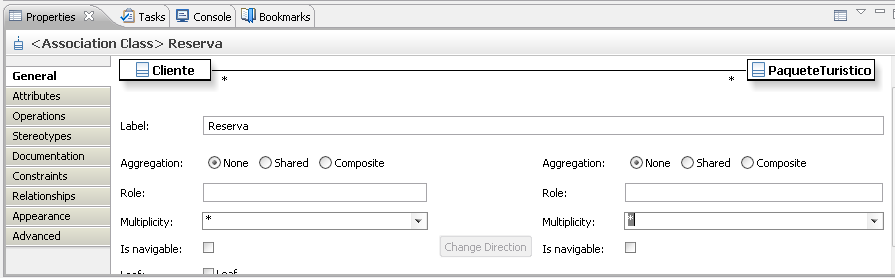 Properties Tasks Console Bookmarks
<Association Class> Reserva
General
Attributes
Operations
Stereotypes
Documentation
Constraints
Relationships
Appearance
Advanced
Cliente * * PaqueteTuristico
Label: Reserva
Aggregation: None Shared Composite Aggregation: None Shared Composite
Role: Role:
Multiplicity: * Multiplicity: *
Is navigable: Change Direction Is navigable:
Leaf: Leaf